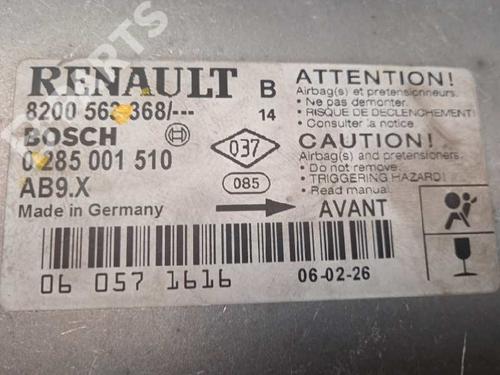 RENAULT B
8200 563 368/--- 14
BOSCH
0 285 001 510
AB9.X
Made in Germany
037
085
AVANT
ATTENTION!
Airbag(s) et pretensionneurs.
• Ne pas demonter.
• RISQUE DE DECLENCHEMENT!
• Consulter la notice.
CAUTION!
Airbag(s) and pretensioners.
• Do not remove.
• TRIGGERING HAZARD!
• Read manual.
06 057 1616
06-02-26